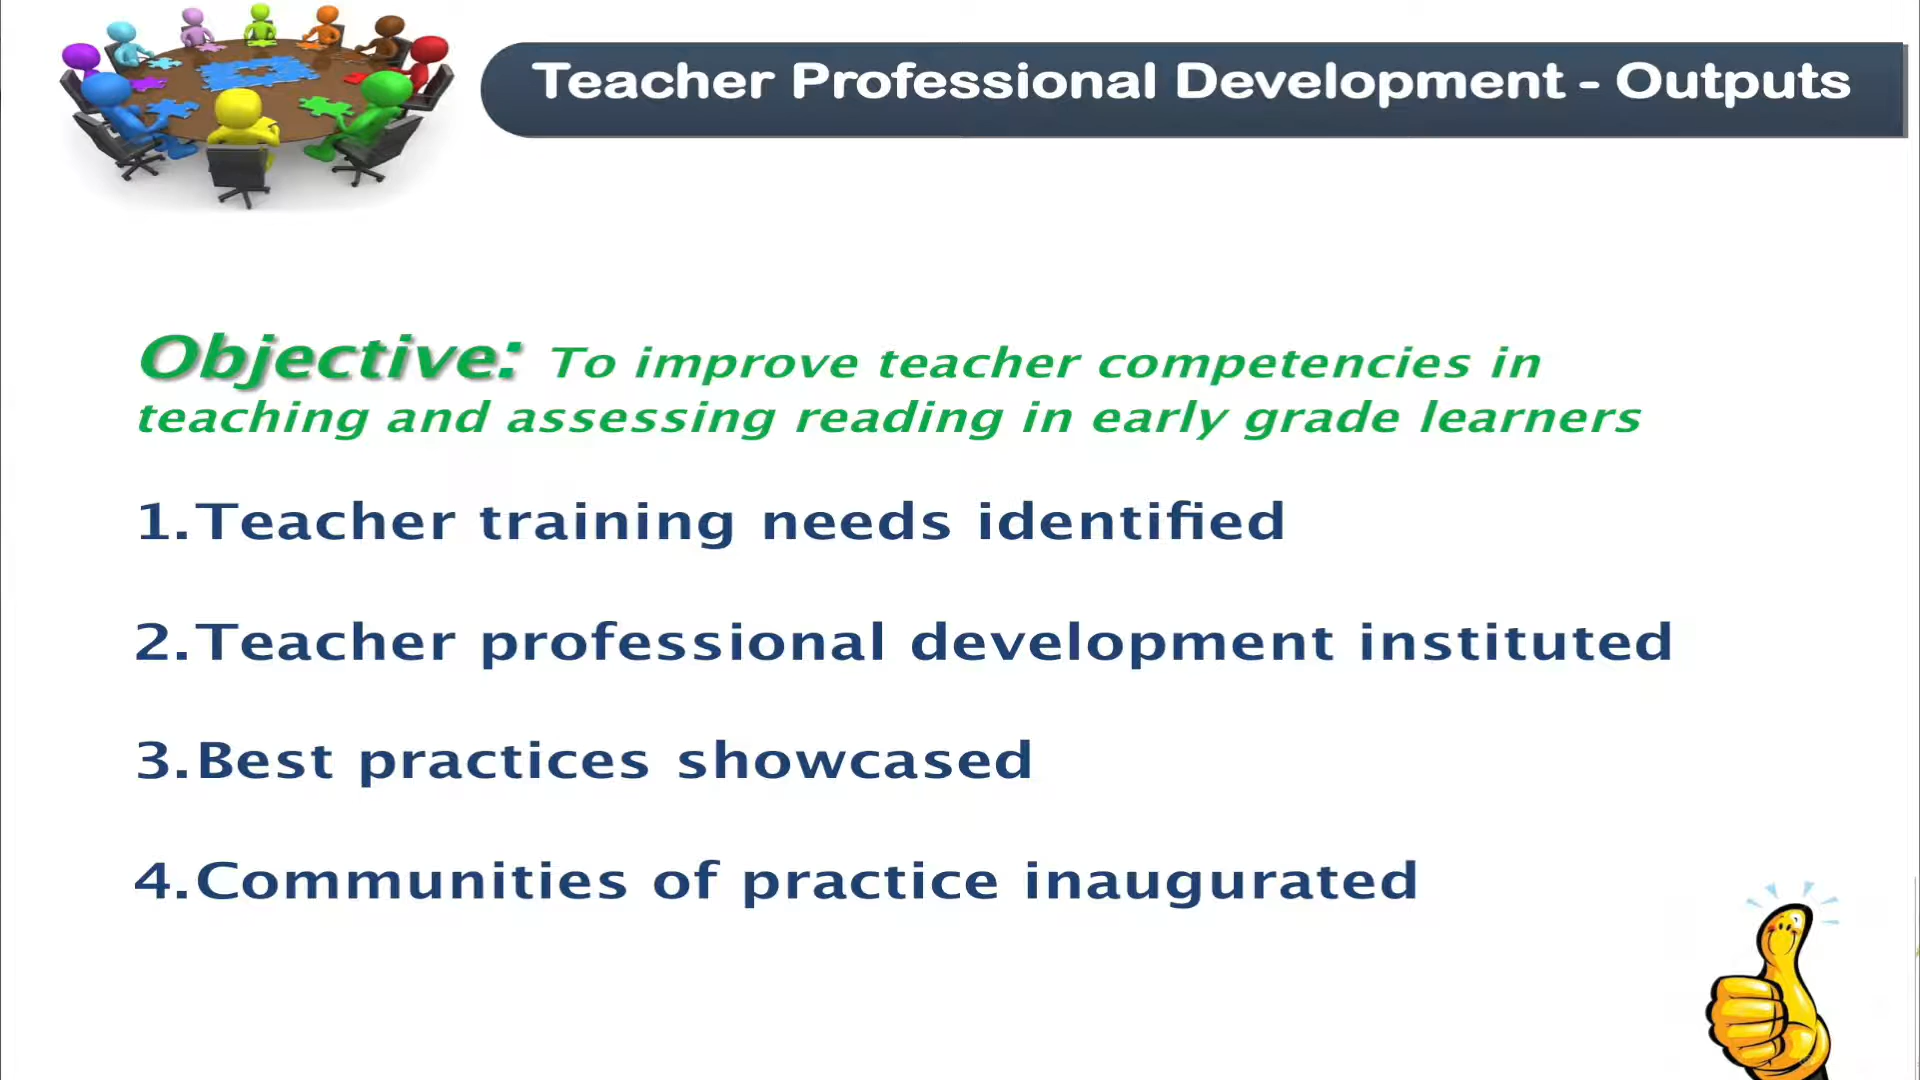 Teacher Professional Development - Outputs
Objective: To improve teacher competencies in
teaching and assessing reading in early grade learners
1. Teacher training needs identified
2. Teacher professional development instituted
3. Best practices showcased
4. Communities of practice inaugurated